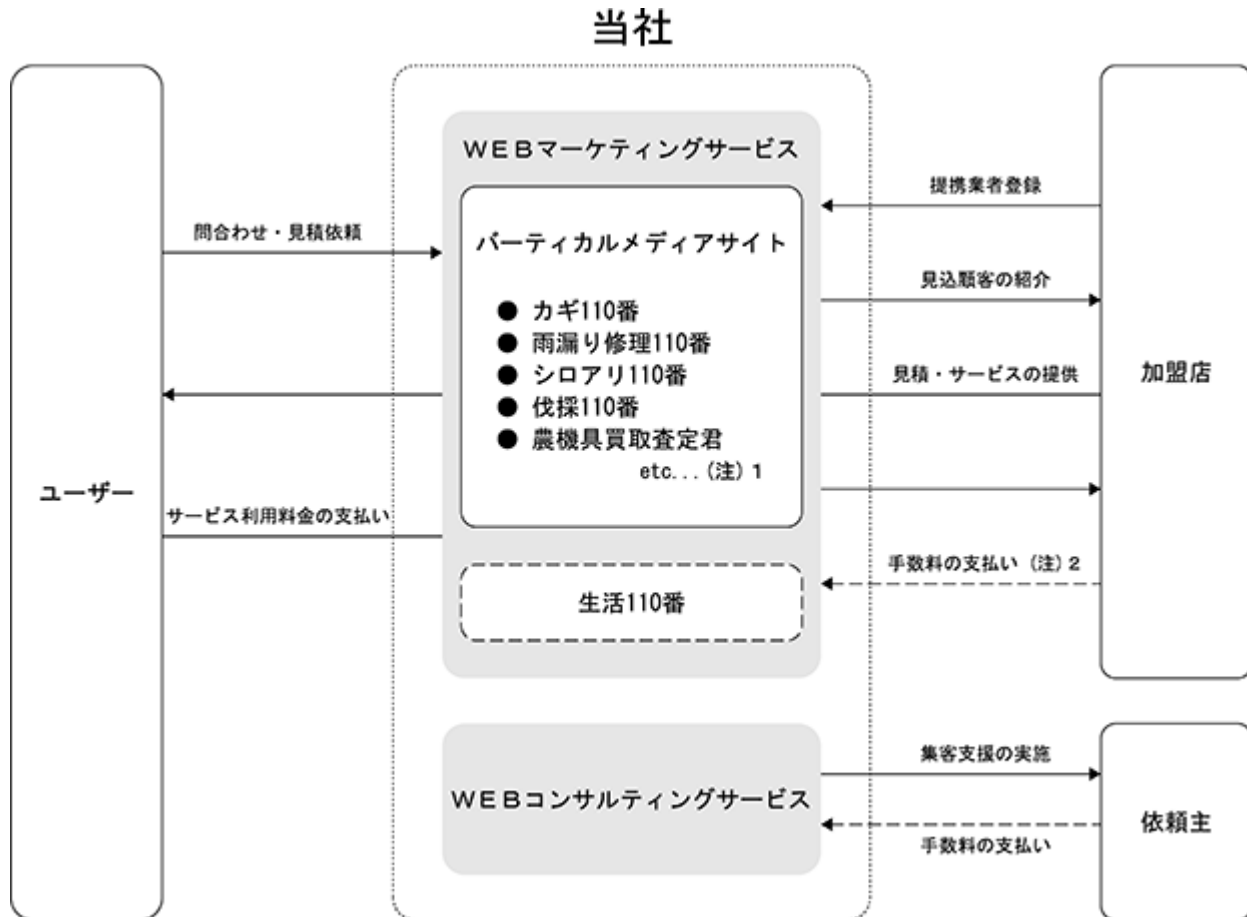 当社
WEBマーケティングサービス
提携業者登録
問合わせ・見積依頼
バーティカルメディアサイト
見込顧客の紹介
● カギ110番
● 雨漏り修理110番
● シロアリ110番
● 伐採110番
● 農機具買取査定君
etc...(注)1
見積・サービスの提供
加盟店
ユーザー
サービス利用料金の支払い
手数料の支払い (注)2
生活110番
集客支援の実施
WEBコンサルティングサービス
依頼主
手数料の支払い